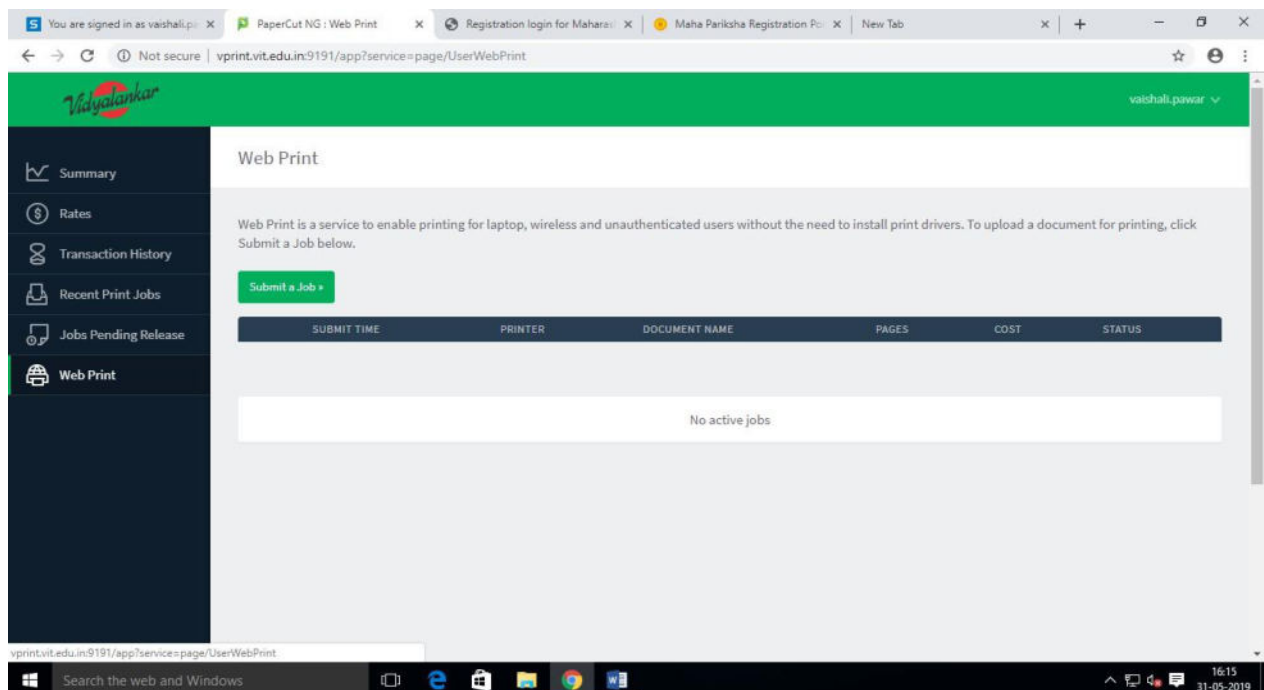 You are signed in as vaishali.pa
PaperCut NG : Web Print
Registration login for Maharas
Maha Pariksha Registration Po
New Tab
Not secure | vprint.vit.edu.in:9191/app?service=page/UserWebPrint
Vidyalankar
vaishali.pawar
Web Print
Summary
Rates
Transaction History
Recent Print Jobs
Jobs Pending Release
Web Print
Web Print is a service to enable printing for laptop, wireless and unauthenticated users without the need to install print drivers. To upload a document for printing, click
Submit a Job below.
Submit a Job »
SUBMIT TIME PRINTER DOCUMENT NAME PAGES COST STATUS
No active jobs
vprint.vit.edu.in:9191/app?service=page/UserWebPrint
Search the web and Windows
16:15
31-05-2019